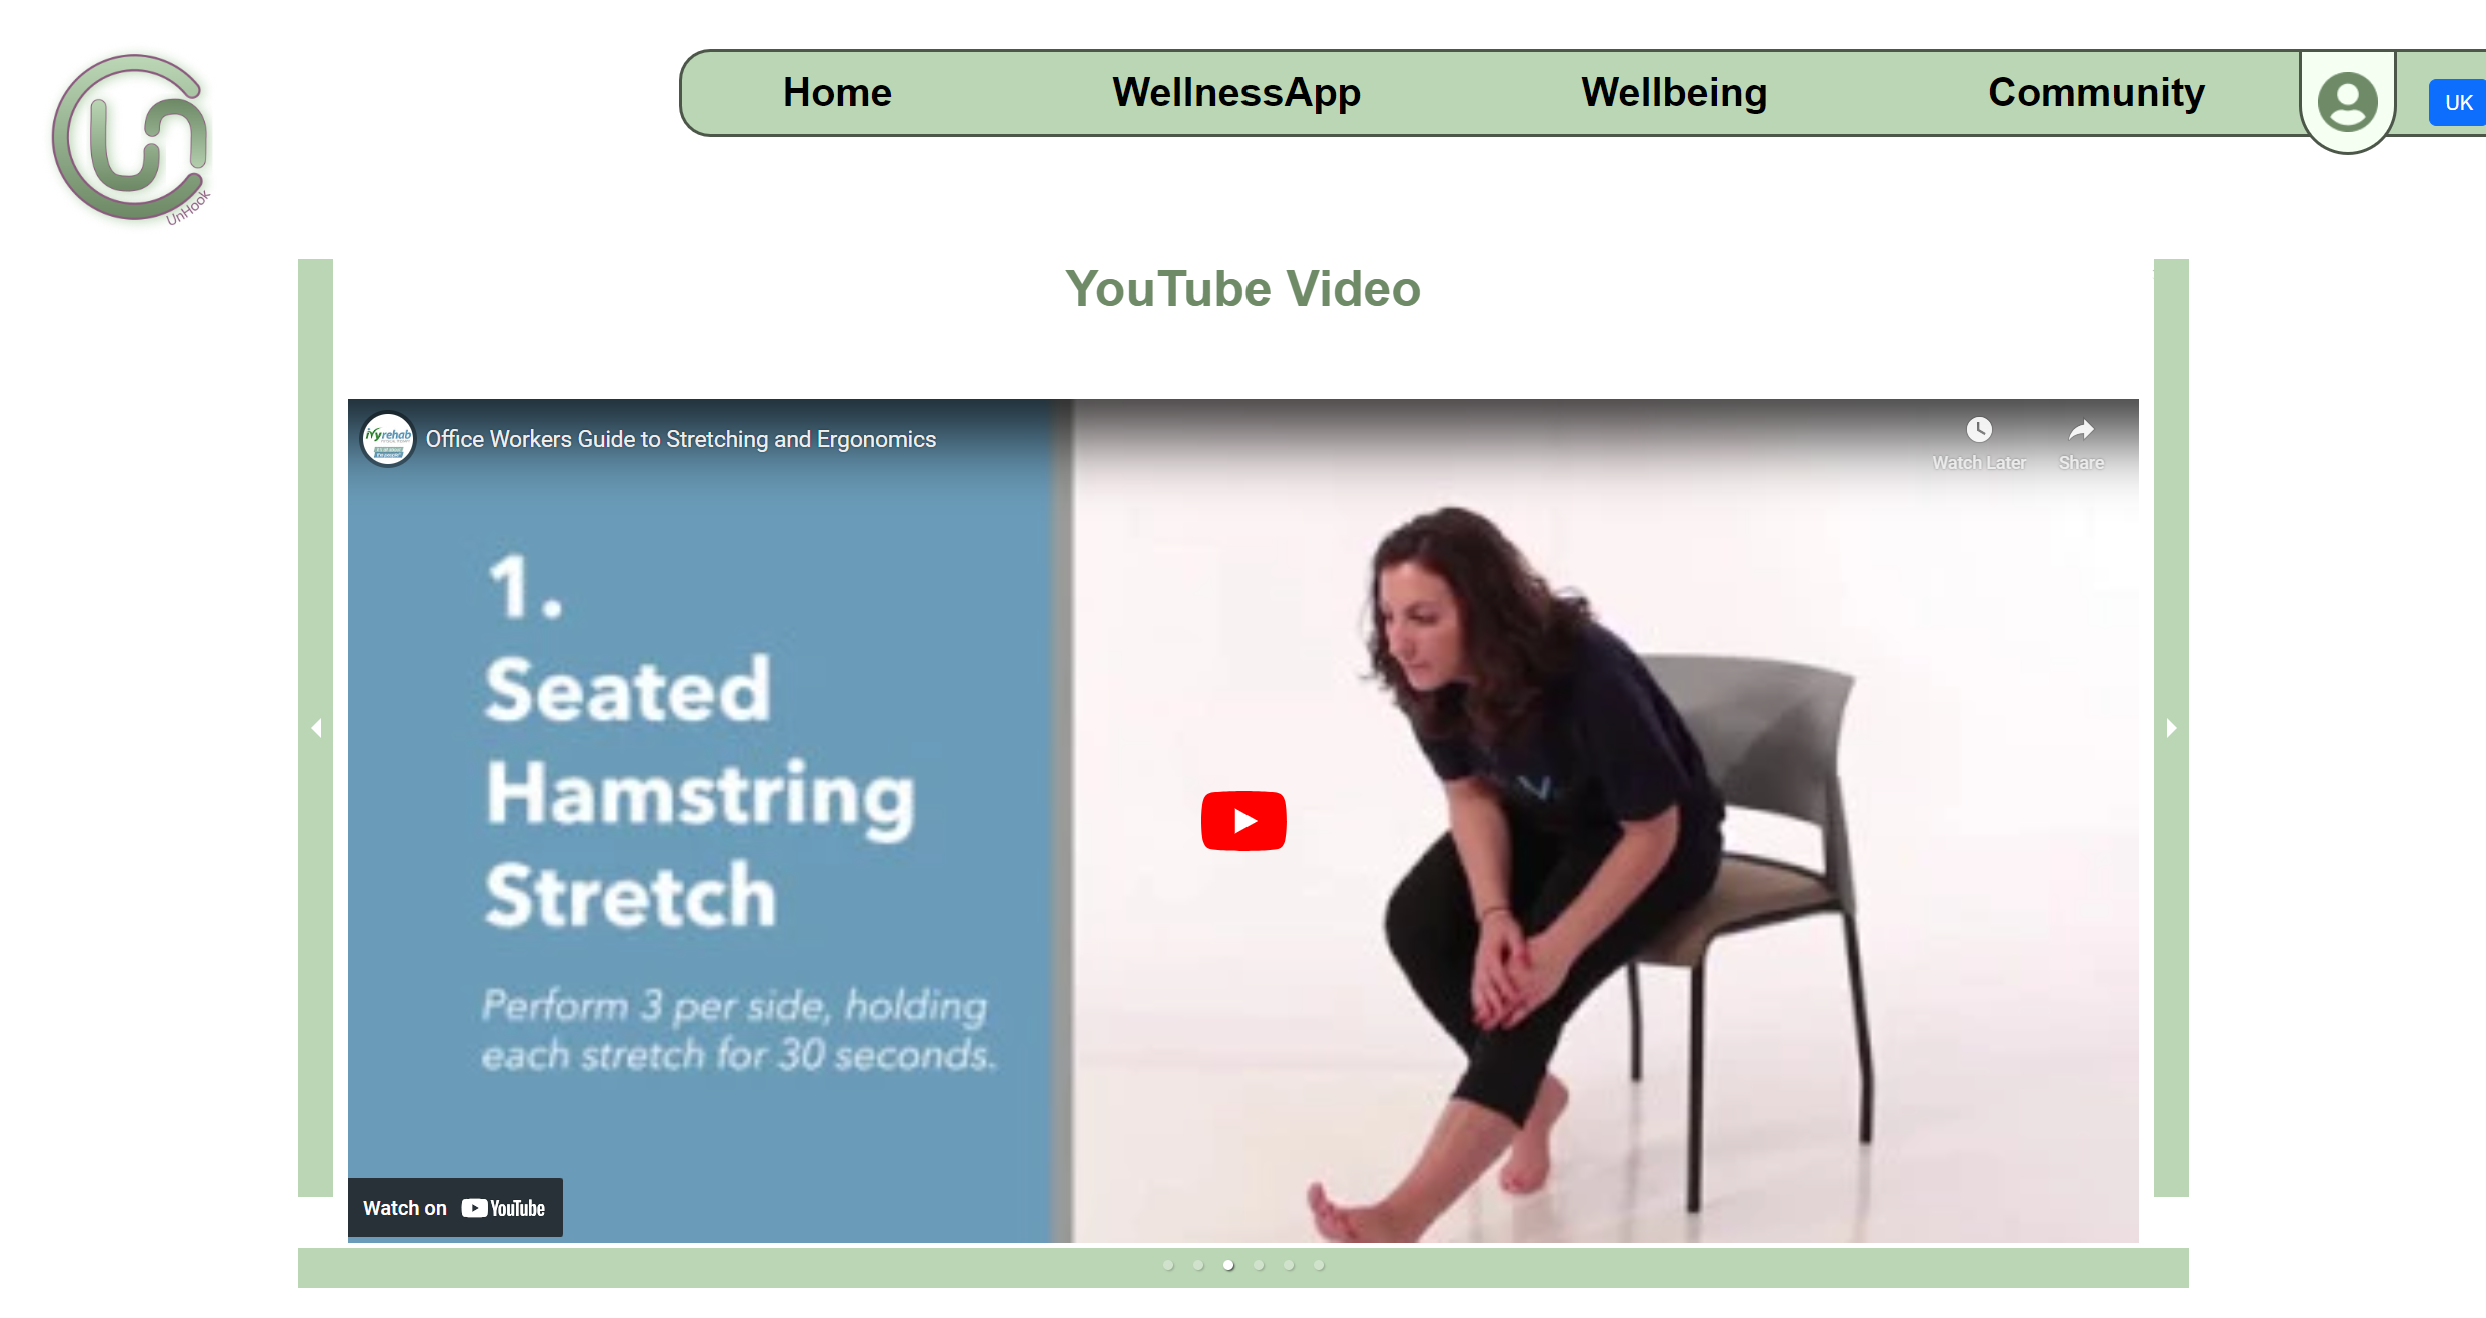 Home WellnessApp Wellbeing Community
UK
UnHook
YouTube Video
ivyrehab
Office Workers Guide to Stretching and Ergonomics
Watch Later Share
1.
Seated
Hamstring
Stretch
Perform 3 per side, holding
each stretch for 30 seconds.
Watch on YouTube